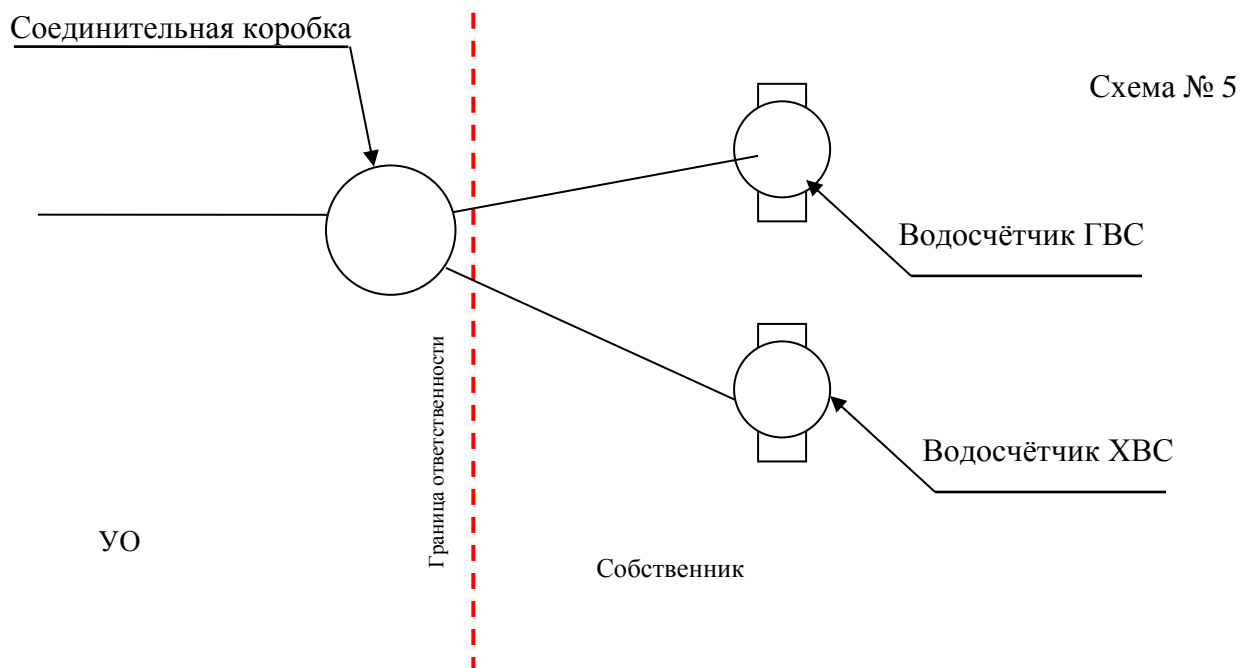 Соединительная коробка
Схема № 5
Водосчётчик ГВС
Граница ответственности
Водосчётчик ХВС
УО
Собственник